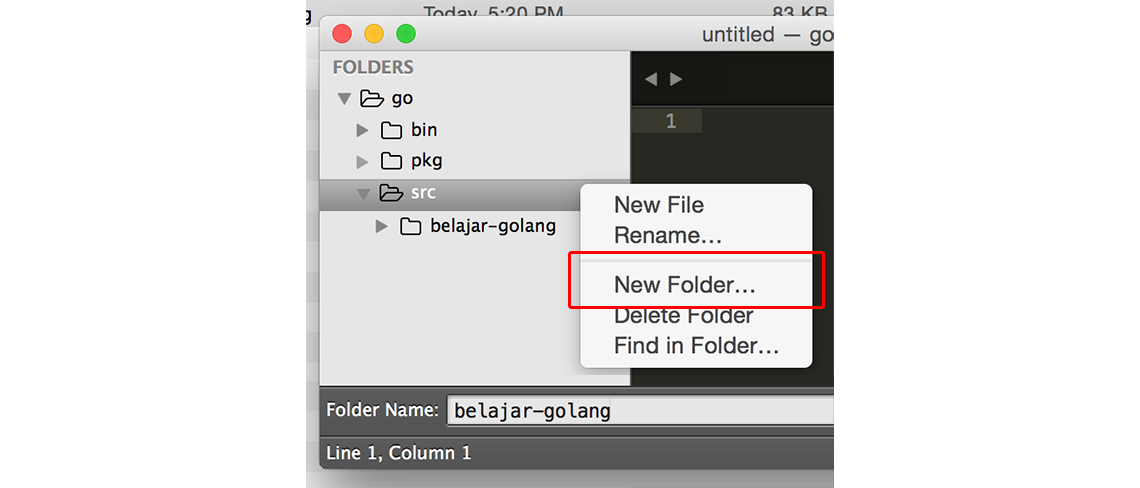 Today, 5:20 PM 83 KB
untitled — go
FOLDERS
go
bin
pkg
src
belajar-golang
New File
Rename...
New Folder...
Delete Folder
Find in Folder...
1
Folder Name: belajar-golang
Line 1, Column 1